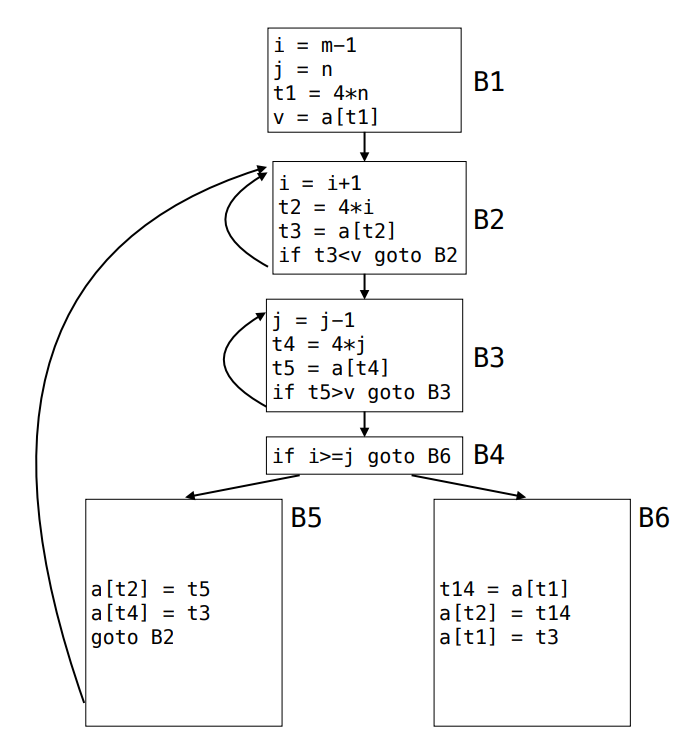 i = m-1
j = n
t1 = 4*n
v = a[t1]
B1
i = i+1
t2 = 4*i
t3 = a[t2]
if t3<v goto B2
B2
j = j-1
t4 = 4*j
t5 = a[t4]
if t5>v goto B3
B3
if i>=j goto B6
B4
B5
a[t2] = t5
a[t4] = t3
goto B2
B6
t14 = a[t1]
a[t2] = t14
a[t1] = t3